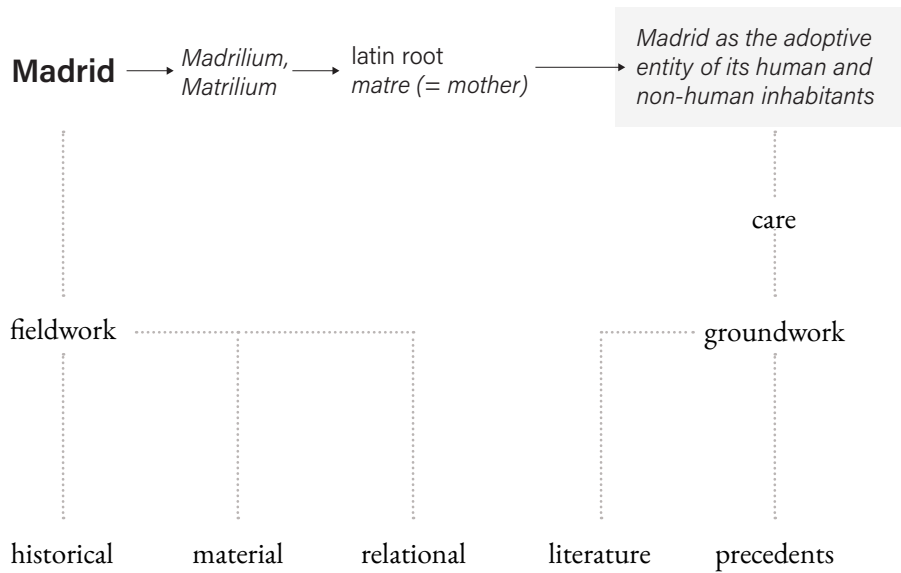 Madrid
Madrilium,
Matrilium
latin root
matre (= mother)
Madrid as the adoptive
entity of its human and
non-human inhabitants
care
fieldwork
groundwork
historical
material
relational
literature
precedents